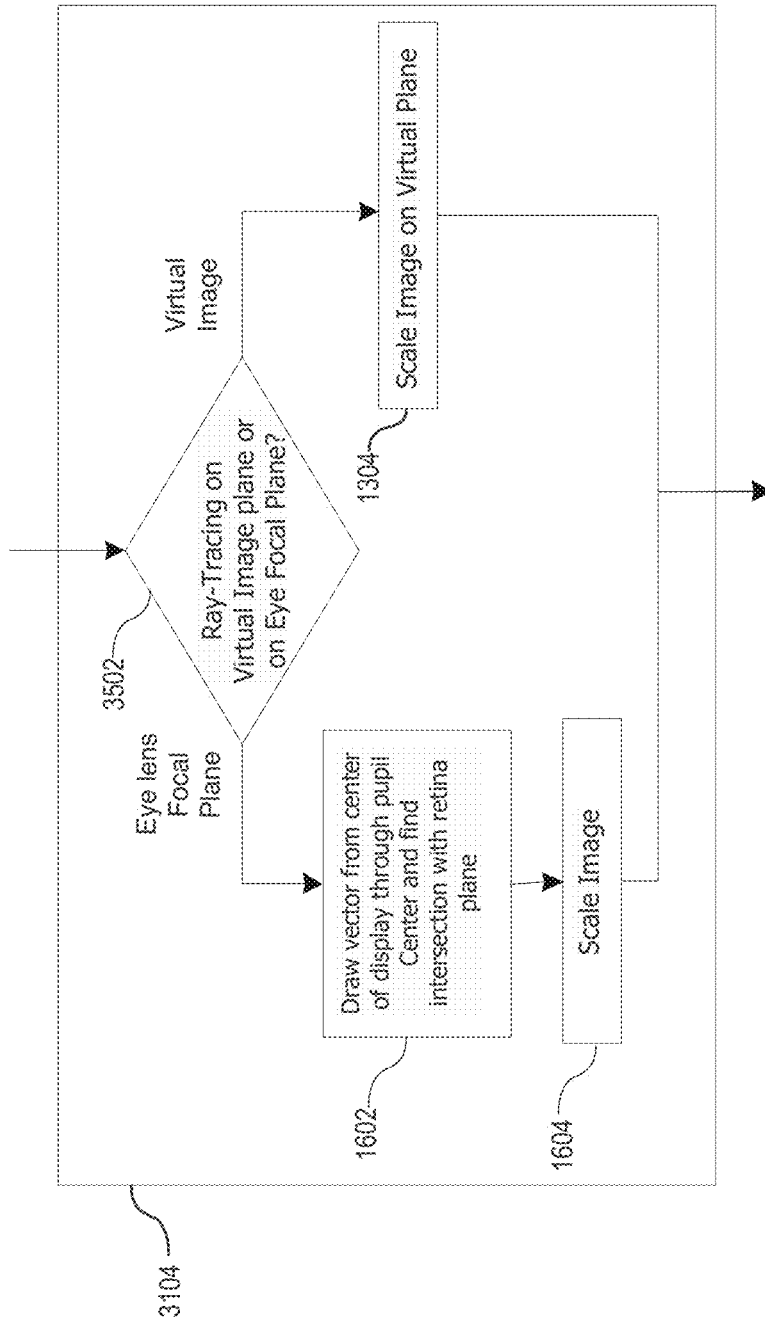 3104
3502
Ray-Tracing on
Virtual Image plane or
on Eye Focal Plane?
Eye lens
Focal
Plane
Virtual
Image
1602
Draw vector from center
of display through pupil
Center and find
intersection with retina
plane
1604
Scale Image
1304
Scale Image on Virtual Plane